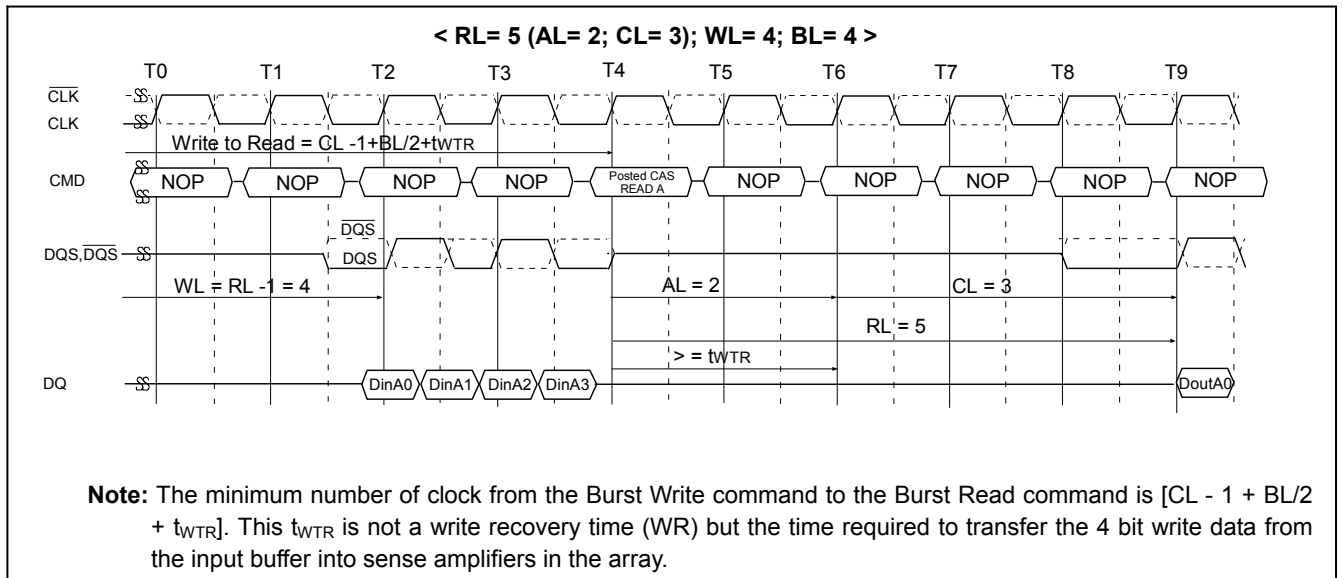 < RL= 5 (AL= 2; CL= 3); WL= 4; BL= 4 >
T0 T1 T2 T3 T4 T5 T6 T7 T8 T9
C̅L̅K̅
CLK
Write to Read = CL -1+BL/2+tWTR
CMD NOP NOP NOP NOP Posted CAS READ A NOP NOP NOP NOP NOP
D̅Q̅S̅
DQS,D̅Q̅S̅ DQS
WL = RL -1 = 4 AL = 2 CL = 3
RL = 5
> = tWTR
DQ DinA0 DinA1 DinA2 DinA3 DoutA0
Note: The minimum number of clock from the Burst Write command to the Burst Read command is [CL - 1 + BL/2
+ tWTR]. This tWTR is not a write recovery time (WR) but the time required to transfer the 4 bit write data from
the input buffer into sense amplifiers in the array.